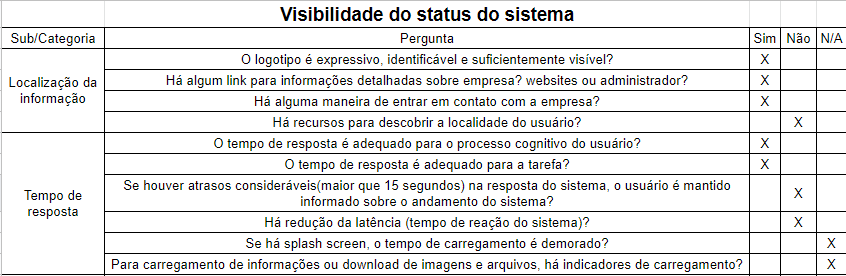 Visibilidade do status do sistema
Sub/Categoria Pergunta Sim Não N/A
Localização da
informação
O logotipo é expressivo, identificável e suficientemente visível? X
Há algum link para informações detalhadas sobre empresa? websites ou administrador? X
Há alguma maneira de entrar em contato com a empresa? X
Há recursos para descobrir a localidade do usuário? X
Tempo de
resposta
O tempo de resposta é adequado para o processo cognitivo do usuário? X
O tempo de resposta é adequado para a tarefa? X
Se houver atrasos consideráveis(maior que 15 segundos) na resposta do sistema, o usuário é mantido
informado sobre o andamento do sistema? X
Há redução da latência (tempo de reação do sistema)? X
Se há splash screen, o tempo de carregamento é demorado? X
Para carregamento de informações ou download de imagens e arquivos, há indicadores de carregamento? X